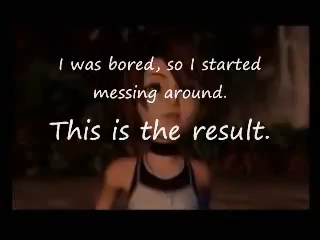 I was bored, so I started
messing around.
This is the result.